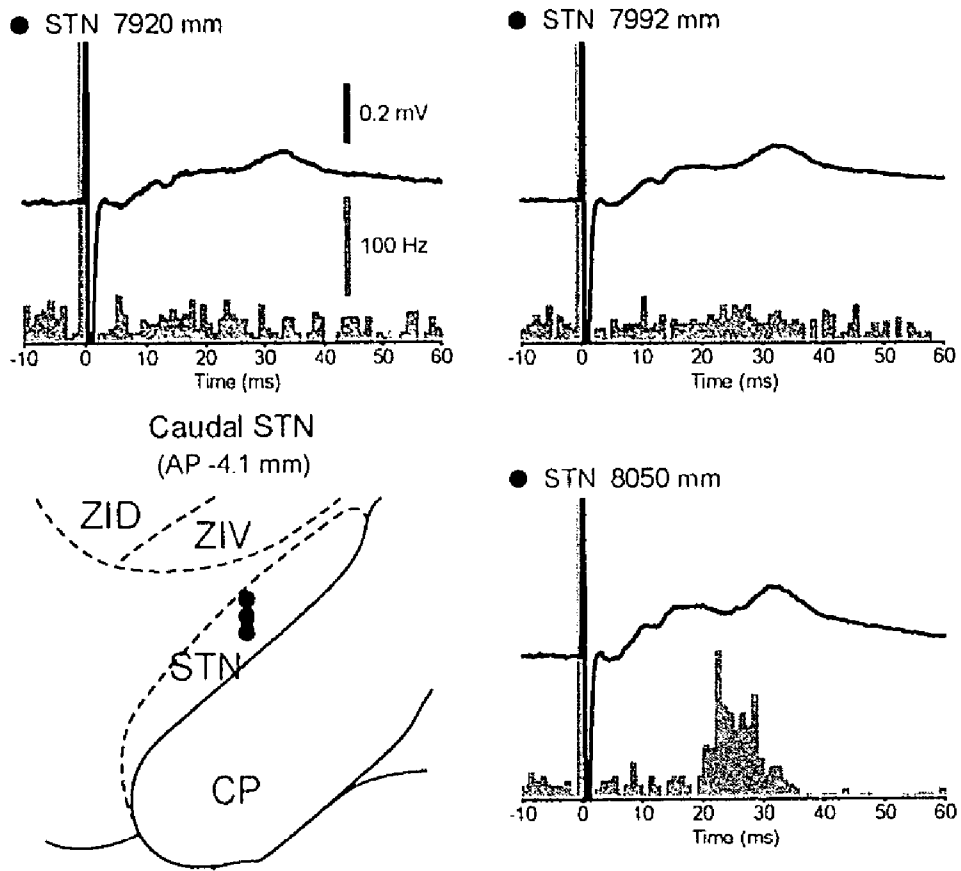 STN 7920 mm
0.2 mV
100 Hz
-10 0 10 20 30 40 50 60
Time (ms)
STN 7992 mm
-10 0 10 20 30 40 50 60
Time (ms)
Caudal STN
(AP -4.1 mm)
ZID
ZIV
STN
CP
STN 8050 mm
-10 0 10 20 30 40 50 60
Time (ms)